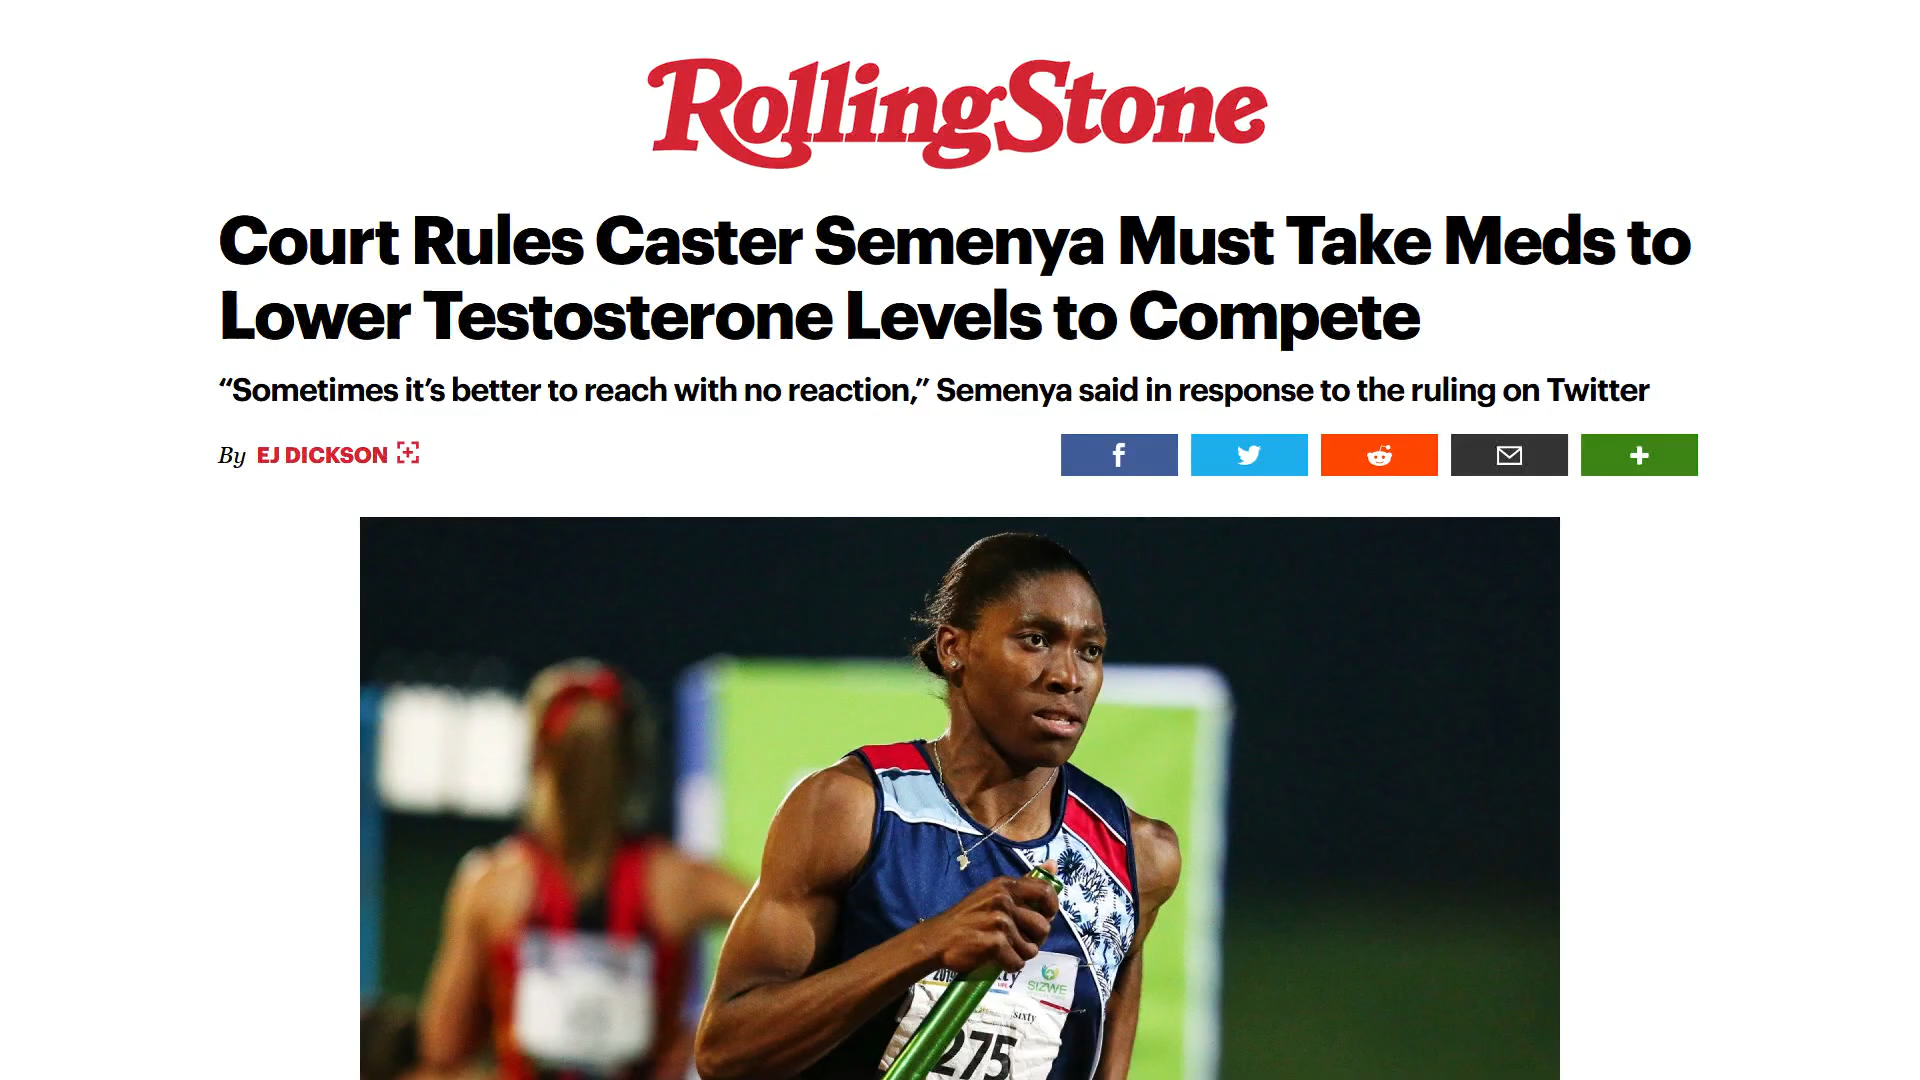 RollingStone
Court Rules Caster Semenya Must Take Meds to
Lower Testosterone Levels to Compete
“Sometimes it’s better to reach with no reaction,” Semenya said in response to the ruling on Twitter
By EJ DICKSON
SIZWE
sixty
275